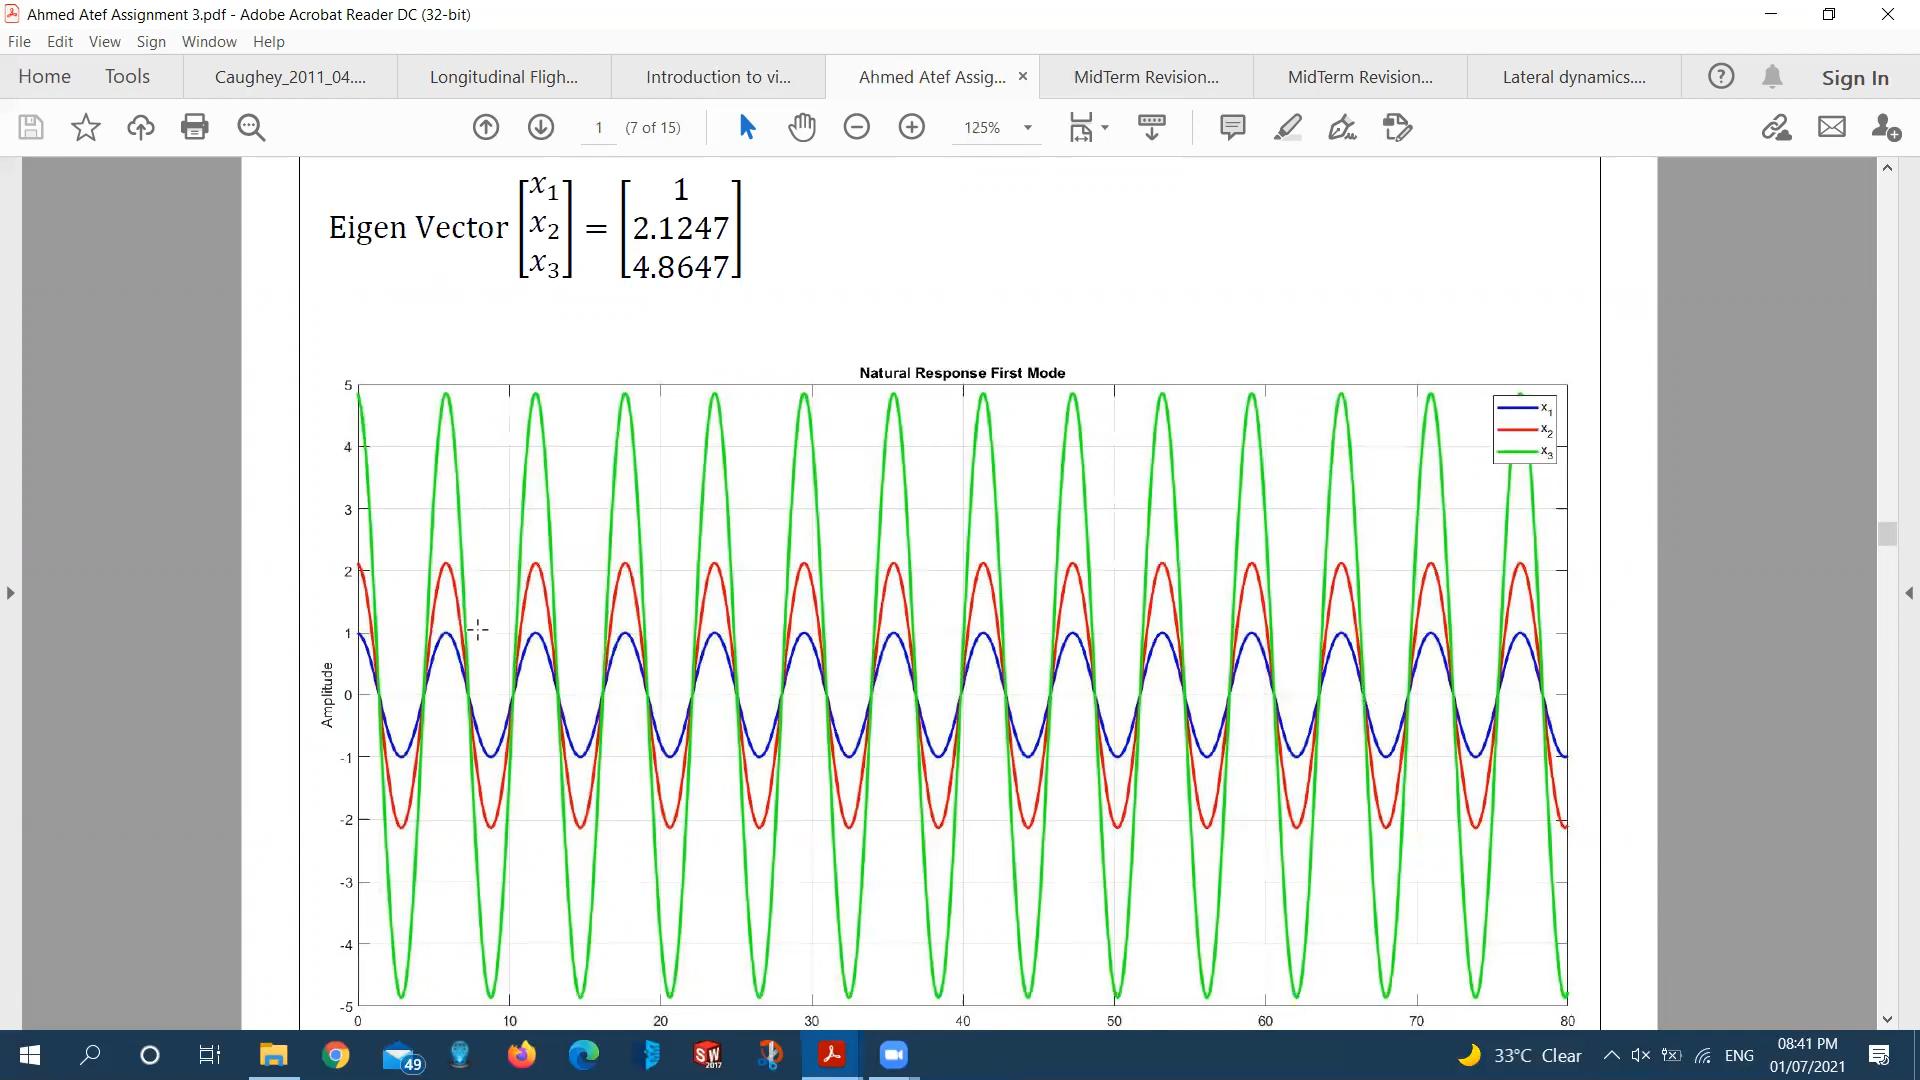 Ahmed Atef Assignment 3.pdf - Adobe Acrobat Reader DC (32-bit)
File Edit View Sign Window Help
Home Tools Caughey_2011_04.... Longitudinal Fligh... Introduction to vi... Ahmed Atef Assig... × MidTerm Revision... MidTerm Revision... Lateral dynamics.... Sign In
1 (7 of 15) 125%
Eigen Vector [x₁ x₂ x₃] = [1 2.1247 4.8647]
Natural Response First Mode
x₁
x₂
x₃
5
4
3
2
1
0
-1
-2
-3
-4
-5
Amplitude
0 10 20 30 40 50 60 70 80
49
SW
2017
33°C Clear
ENG
08:41 PM
01/07/2021